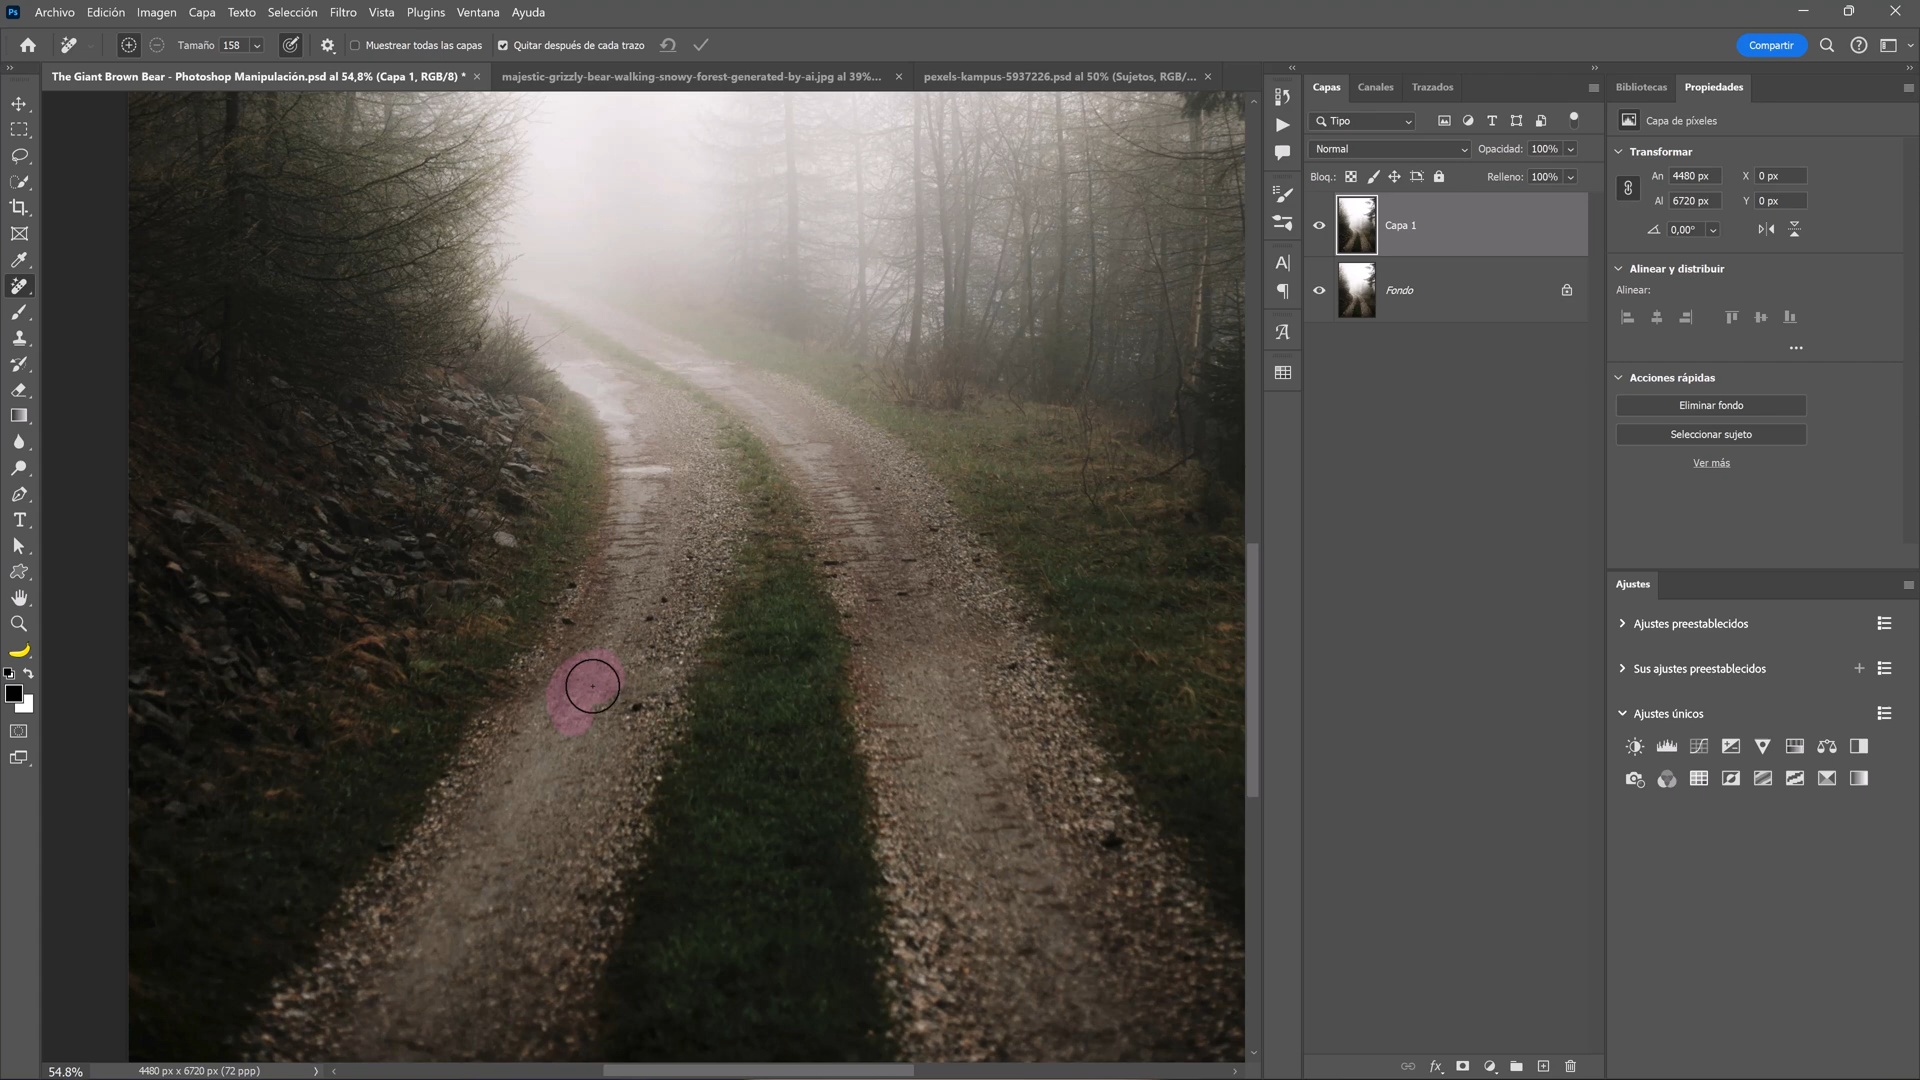 Ps Archivo Edición Imagen Capa Texto Selección Filtro Vista Plugins Ventana Ayuda
Tamaño 158 Muestrear todas las capas Quitar después de cada trazo Compartir
The Giant Brown Bear - Photoshop Manipulación.psd al 54,8% (Capa 1, RGB/8) * majestic-grizzly-bear-walking-snowy-forest-generated-by-ai.jpg al 39%... pexels-kampus-5937226.psd al 50% (Sujetos, RGB/...
Capas Canales Trazados
Tipo
Normal Opacidad: 100%
Bloq.: Relleno: 100%
Capa 1
Fondo
Bibliotecas Propiedades
Capa de píxeles
Transformar
An 4480 px X 0 px
Al 6720 px Y 0 px
0,00°
Alinear y distribuir
Alinear:
Acciones rápidas
Eliminar fondo
Seleccionar sujeto
Ver más
Ajustes
Ajustes preestablecidos
Sus ajustes preestablecidos
Ajustes únicos
54.8% 4480 px x 6720 px (72 ppp)